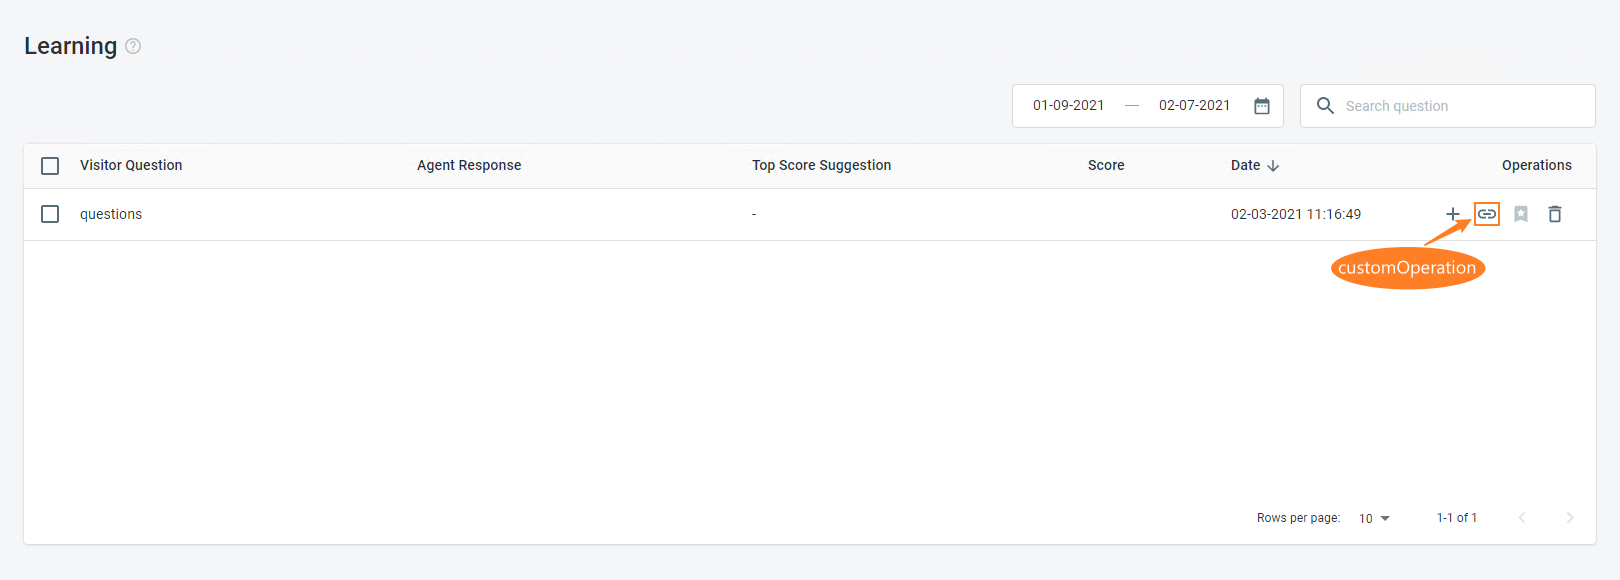 Learning ?
01-09-2021 — 02-07-2021 Search question
Visitor Question Agent Response Top Score Suggestion Score Date Operations
questions - 02-03-2021 11:16:49
customOperation
Rows per page: 10 1-1 of 1